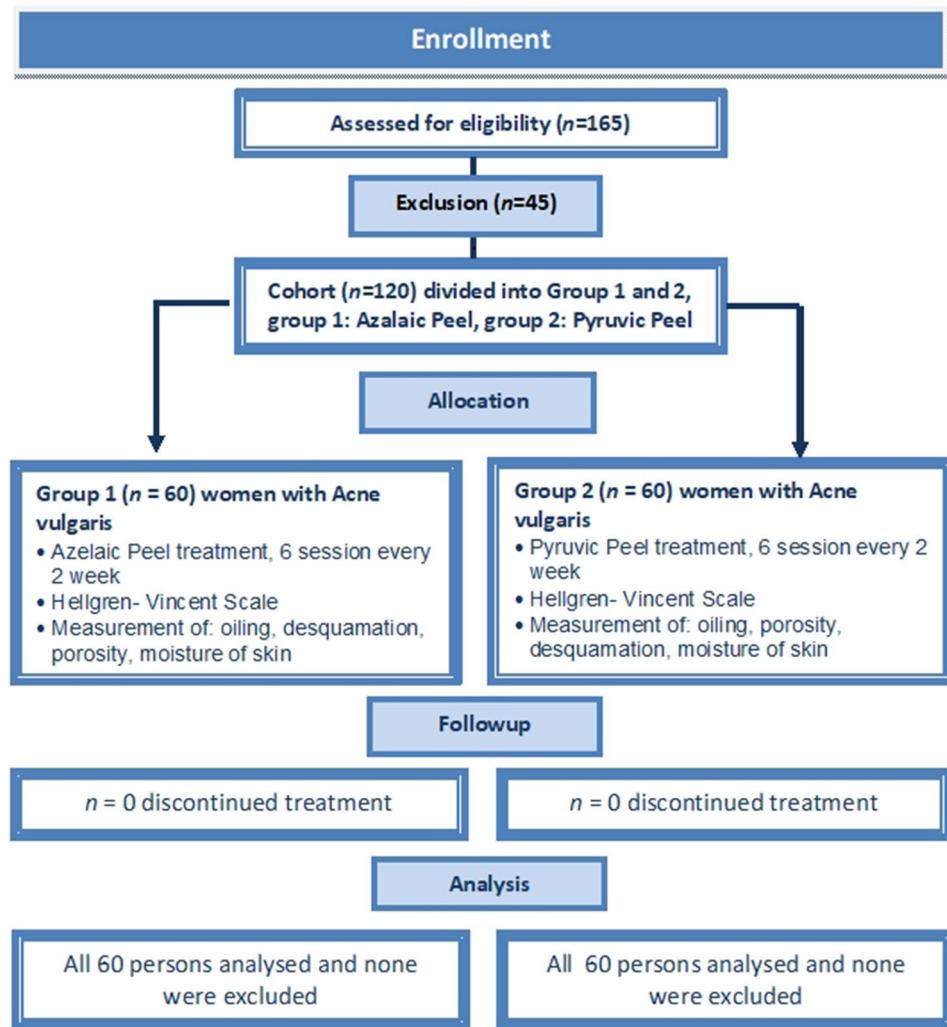 Enrollment
Assessed for eligibility (n=165)
Exclusion (n=45)
Cohort (n=120) divided into Group 1 and 2,
group 1: Azalaic Peel, group 2: Pyruvic Peel
Allocation
Group 1 (n = 60) women with Acne
vulgaris
• Azelaic Peel treatment, 6 session every
2 week
• Hellgren- Vincent Scale
• Measurement of: oiling, desquamation,
porosity, moisture of skin
Group 2 (n = 60) women with Acne
vulgaris
• Pyruvic Peel treatment, 6 session every 2
week
• Hellgren- Vincent Scale
• Measurement of: oiling, porosity,
desquamation, moisture of skin
Followup
n = 0 discontinued treatment
n = 0 discontinued treatment
Analysis
All 60 persons analysed and none
were excluded
All 60 persons analysed and none
were excluded